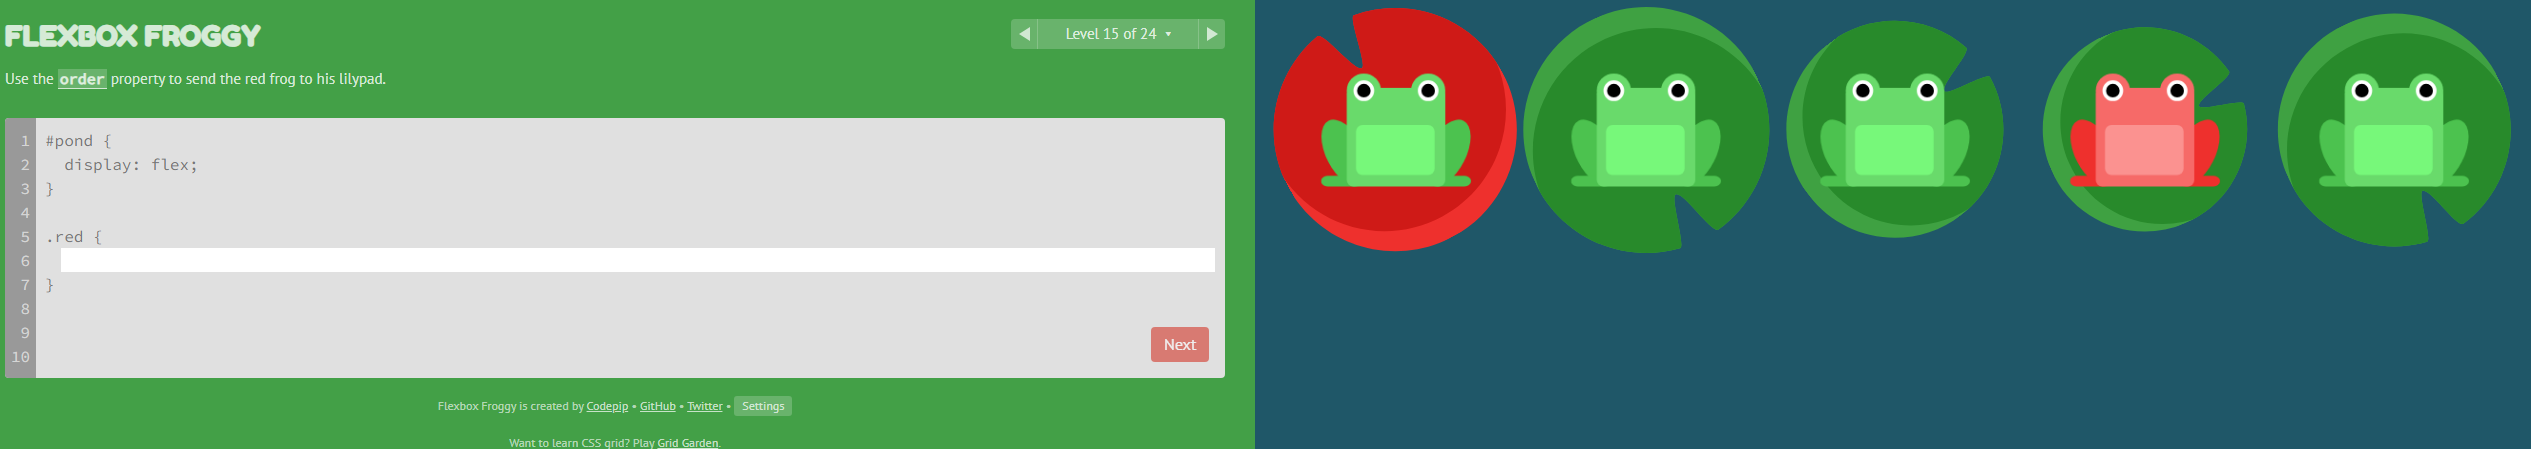 FLEXBOX FROGGY
Level 15 of 24 ▾
Use the order property to send the red frog to his lilypad.
1 #pond {
2 display: flex;
3 }
4
5 .red {
6
7 }
8
9
10
Next
Flexbox Froggy is created by Codepip • GitHub • Twitter • Settings
Want to learn CSS grid? Play Grid Garden.